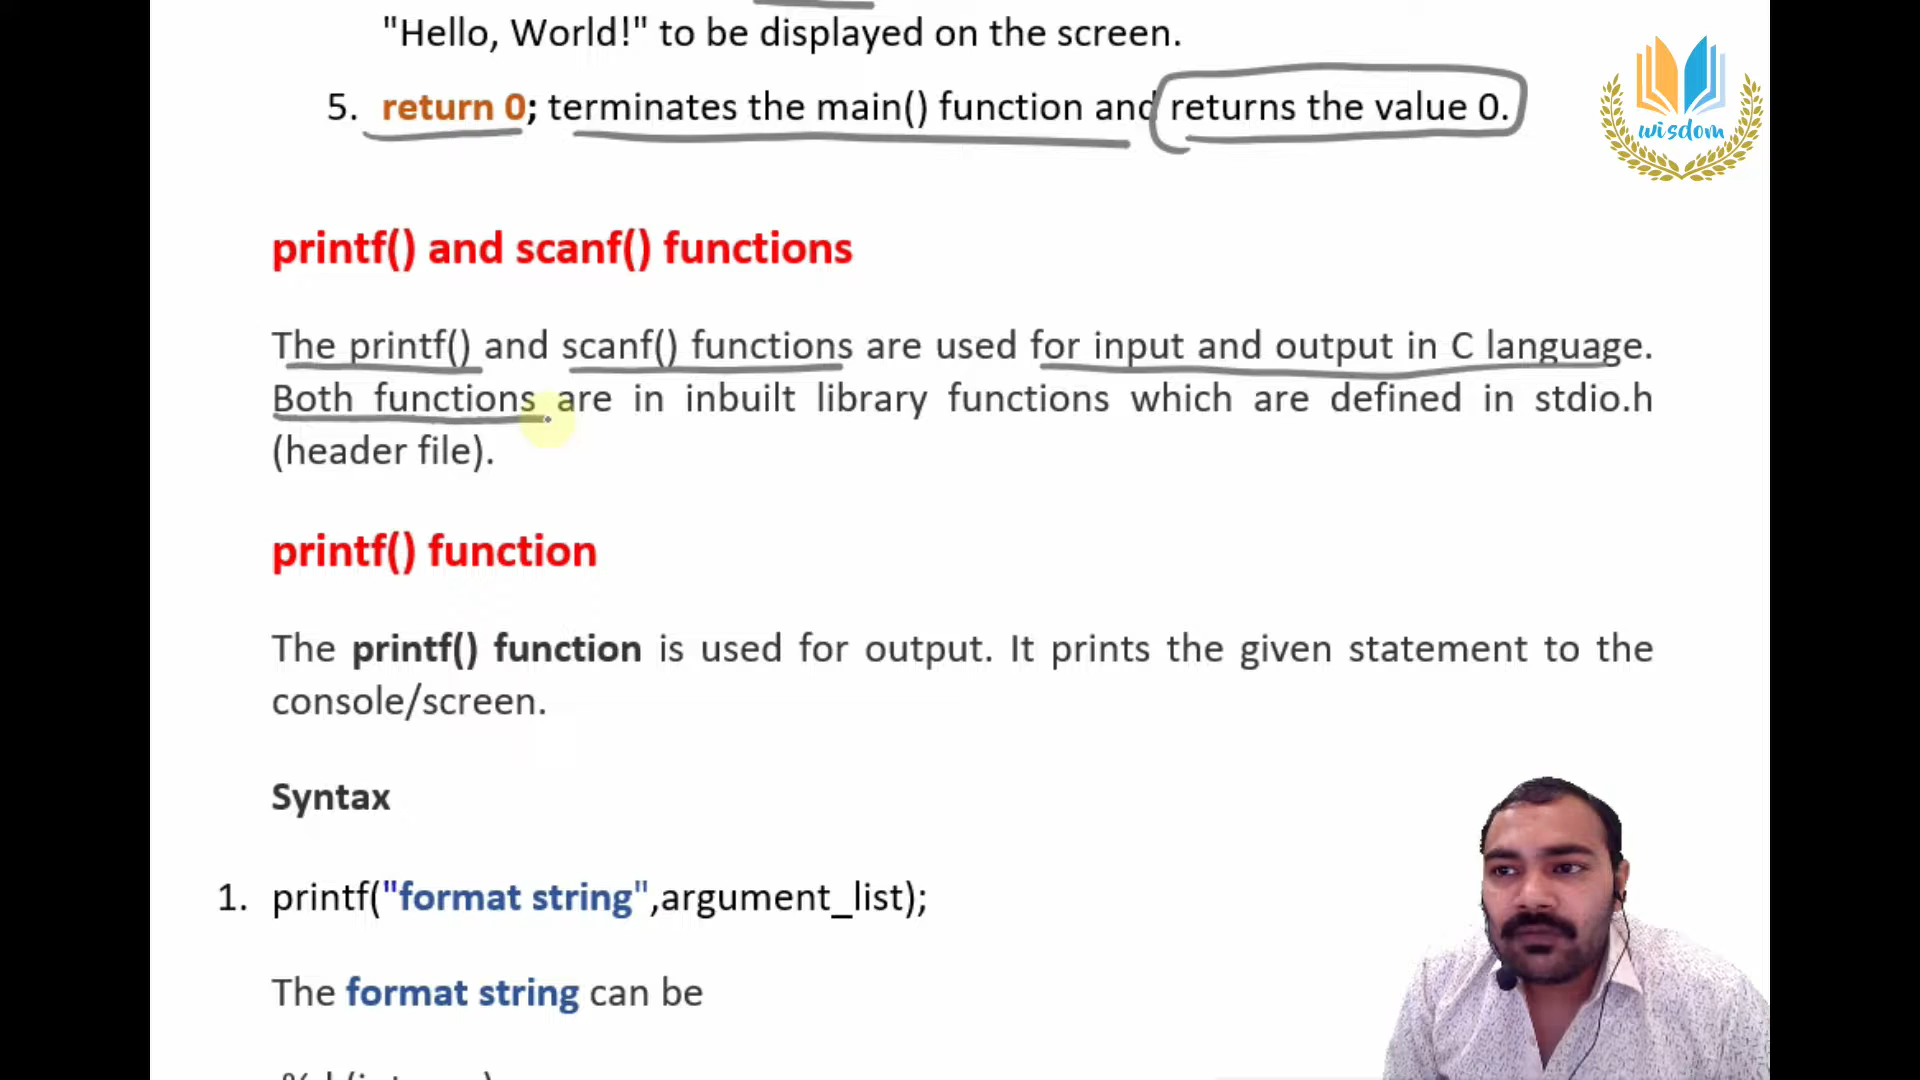 "Hello, World!" to be displayed on the screen.
5. return 0; terminates the main() function and returns the value 0.
wisdom
printf() and scanf() functions
The printf() and scanf() functions are used for input and output in C language.
Both functions are in inbuilt library functions which are defined in stdio.h
(header file).
printf() function
The printf() function is used for output. It prints the given statement to the
console/screen.
Syntax
1. printf("format string",argument_list);
The format string can be